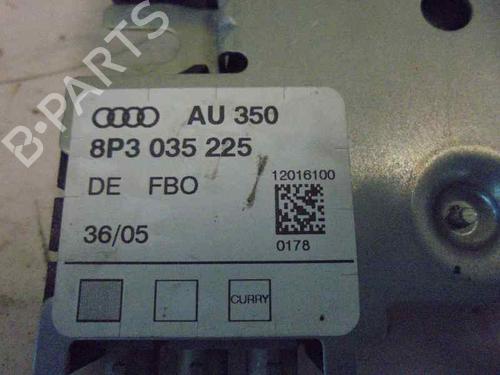 B-PARTS
AU 350
8P3 035 225
DE FBO
12016100
36/05
0178
CURRY